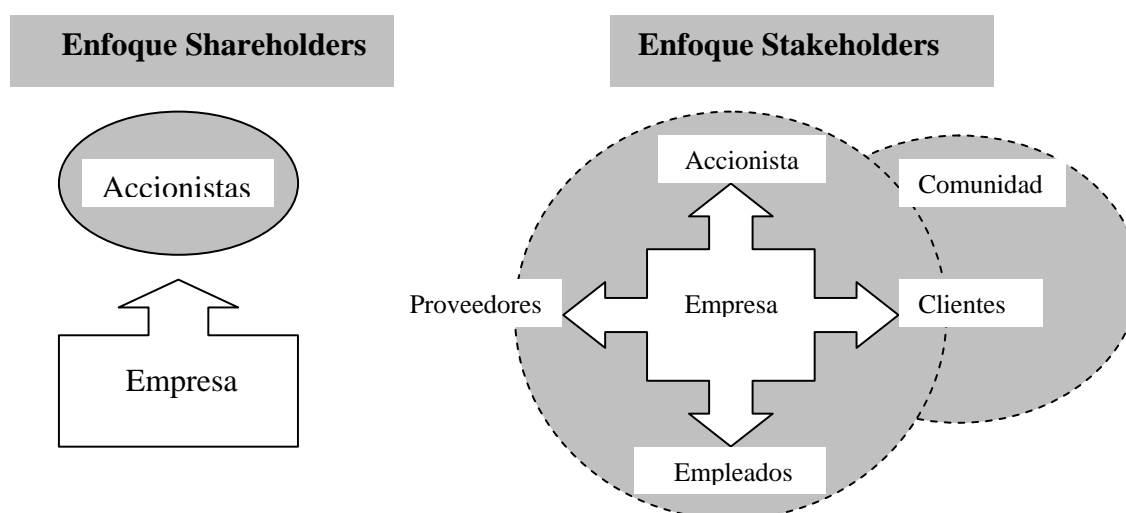 Enfoque Shareholders
Enfoque Stakeholders
Accionistas
Empresa
Accionista
Comunidad
Proveedores
Empresa
Clientes
Empleados